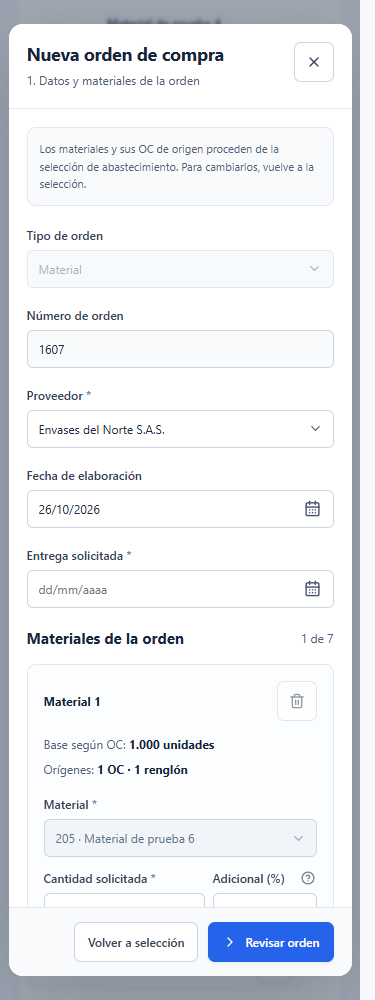 Nueva orden de compra
1. Datos y materiales de la orden
Los materiales y sus OC de origen proceden de la
selección de abastecimiento. Para cambiarlos, vuelve a la
selección.
Tipo de orden
Material
Número de orden
1607
Proveedor *
Envases del Norte S.A.S.
Fecha de elaboración
26/10/2026
Entrega solicitada *
dd/mm/aaaa
Materiales de la orden 1 de 7
Material 1
Base según OC: 1.000 unidades
Orígenes: 1 OC · 1 renglón
Material *
205 · Material de prueba 6
Cantidad solicitada * Adicional (%) ?
Volver a selección Revisar orden